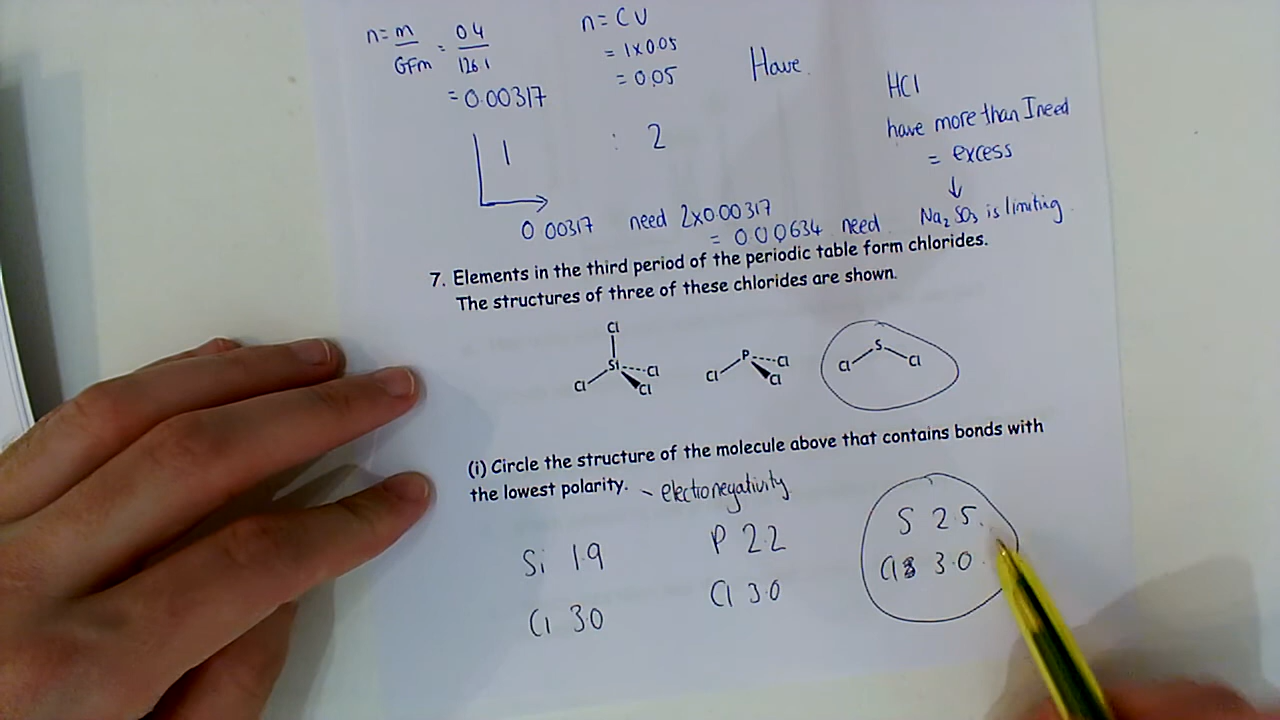 n = m / GFM = 0.4 / 126.1
= 0.00317
n = C V
= 1 x 0.05
= 0.05
Have
HCl
have more than I need
= excess
↓
Na2SO3 is limiting
1 : 2
0.00317 need 2x0.00317
= 0.00634 need
7. Elements in the third period of the periodic table form chlorides.
The structures of three of these chlorides are shown.
Cl
Si Cl
Cl Cl
P Cl
Cl Cl
S
Cl Cl
(i) Circle the structure of the molecule above that contains bonds with
the lowest polarity. - electronegativity
Si 1.9
Cl 3.0
P 2.2
Cl 3.0
S 2.5
Cl 3.0